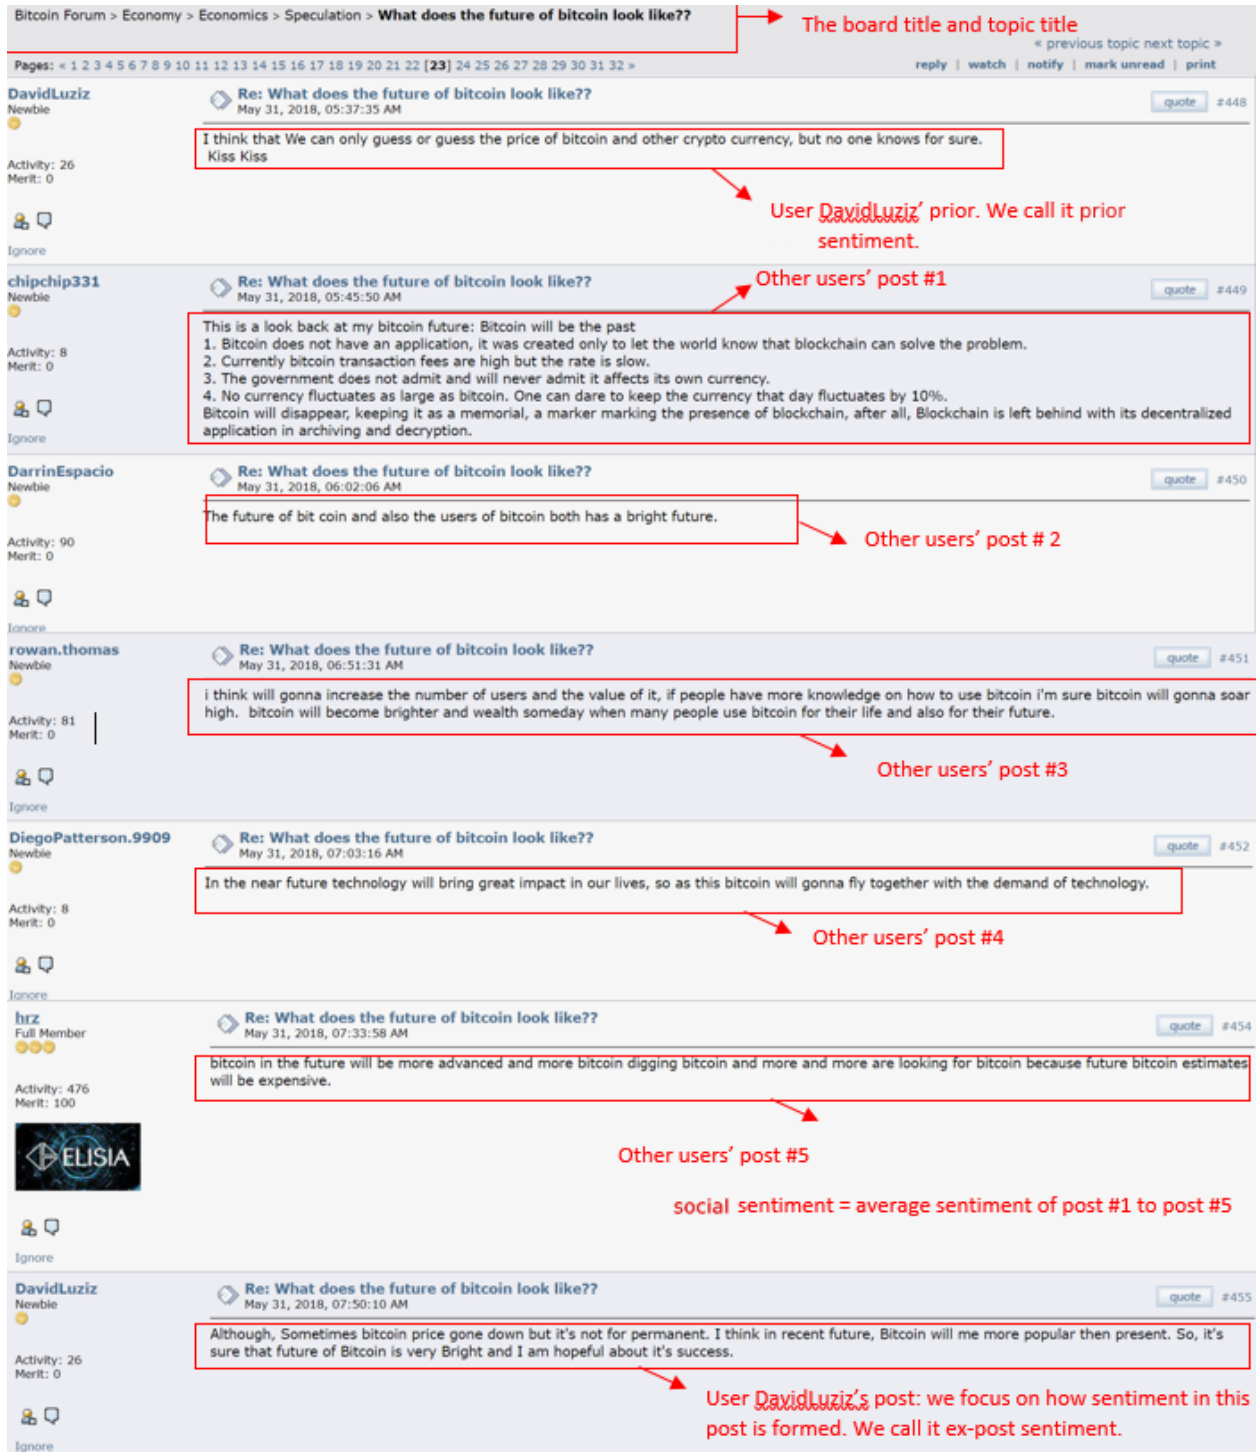 Bitcoin Forum > Economy > Economics > Speculation > What does the future of bitcoin look like??
The board title and topic title
« previous topic next topic »
Pages: « 1 2 3 4 5 6 7 8 9 10 11 12 13 14 15 16 17 18 19 20 21 22 [23] 24 25 26 27 28 29 30 31 32 »
reply | watch | notify | mark unread | print
DavidLuziz
Newbie
Activity: 26
Merit: 0
Ignore
Re: What does the future of bitcoin look like??
May 31, 2018, 05:37:35 AM
quote #448
I think that We can only guess or guess the price of bitcoin and other crypto currency, but no one knows for sure.
Kiss Kiss
User DavidLuziz' prior. We call it prior
sentiment.
chipchip331
Newbie
Activity: 8
Merit: 0
Ignore
Re: What does the future of bitcoin look like??
May 31, 2018, 05:45:50 AM
Other users' post #1
quote #449
This is a look back at my bitcoin future: Bitcoin will be the past
1. Bitcoin does not have an application, it was created only to let the world know that blockchain can solve the problem.
2. Currently bitcoin transaction fees are high but the rate is slow.
3. The government does not admit and will never admit it affects its own currency.
4. No currency fluctuates as large as bitcoin. One can dare to keep the currency that day fluctuates by 10%.
Bitcoin will disappear, keeping it as a memorial, a marker marking the presence of blockchain, after all, Blockchain is left behind with its decentralized
application in archiving and decryption.
DarrinEspacio
Newbie
Activity: 90
Merit: 0
Ignore
Re: What does the future of bitcoin look like??
May 31, 2018, 06:02:06 AM
quote #450
The future of bit coin and also the users of bitcoin both has a bright future.
Other users' post # 2
rowan.thomas
Newbie
Activity: 81
Merit: 0
Ignore
Re: What does the future of bitcoin look like??
May 31, 2018, 06:51:31 AM
quote #451
i think will gonna increase the number of users and the value of it, if people have more knowledge on how to use bitcoin i'm sure bitcoin will gonna soar
high. bitcoin will become brighter and wealth someday when many people use bitcoin for their life and also for their future.
Other users' post #3
DiegoPatterson.9909
Newbie
Activity: 8
Merit: 0
Ignore
Re: What does the future of bitcoin look like??
May 31, 2018, 07:03:16 AM
quote #452
In the near future technology will bring great impact in our lives, so as this bitcoin will gonna fly together with the demand of technology.
Other users' post #4
hrz
Full Member
Activity: 476
Merit: 100
ELISIA
Ignore
Re: What does the future of bitcoin look like??
May 31, 2018, 07:33:58 AM
quote #454
bitcoin in the future will be more advanced and more bitcoin digging bitcoin and more and more are looking for bitcoin because future bitcoin estimates
will be expensive.
Other users' post #5
social sentiment = average sentiment of post #1 to post #5
DavidLuziz
Newbie
Activity: 26
Merit: 0
Ignore
Re: What does the future of bitcoin look like??
May 31, 2018, 07:50:10 AM
quote #455
Although, Sometimes bitcoin price gone down but it's not for permanent. I think in recent future, Bitcoin will me more popular then present. So, it's
sure that future of Bitcoin is very Bright and I am hopeful about it's success.
User DavidLuziz's post: we focus on how sentiment in this
post is formed. We call it ex-post sentiment.